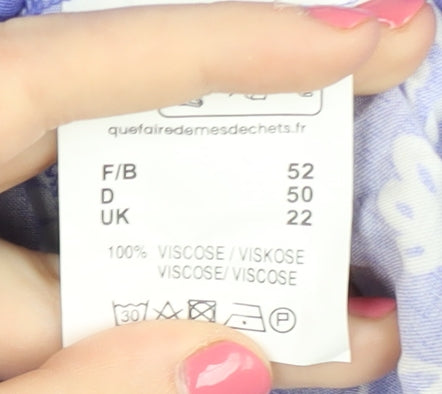 quefairedemesdechets.fr
F/B 52
D 50
UK 22
100% VISCOSE / VISKOSE
VISCOSE/ VISCOSE
30 P